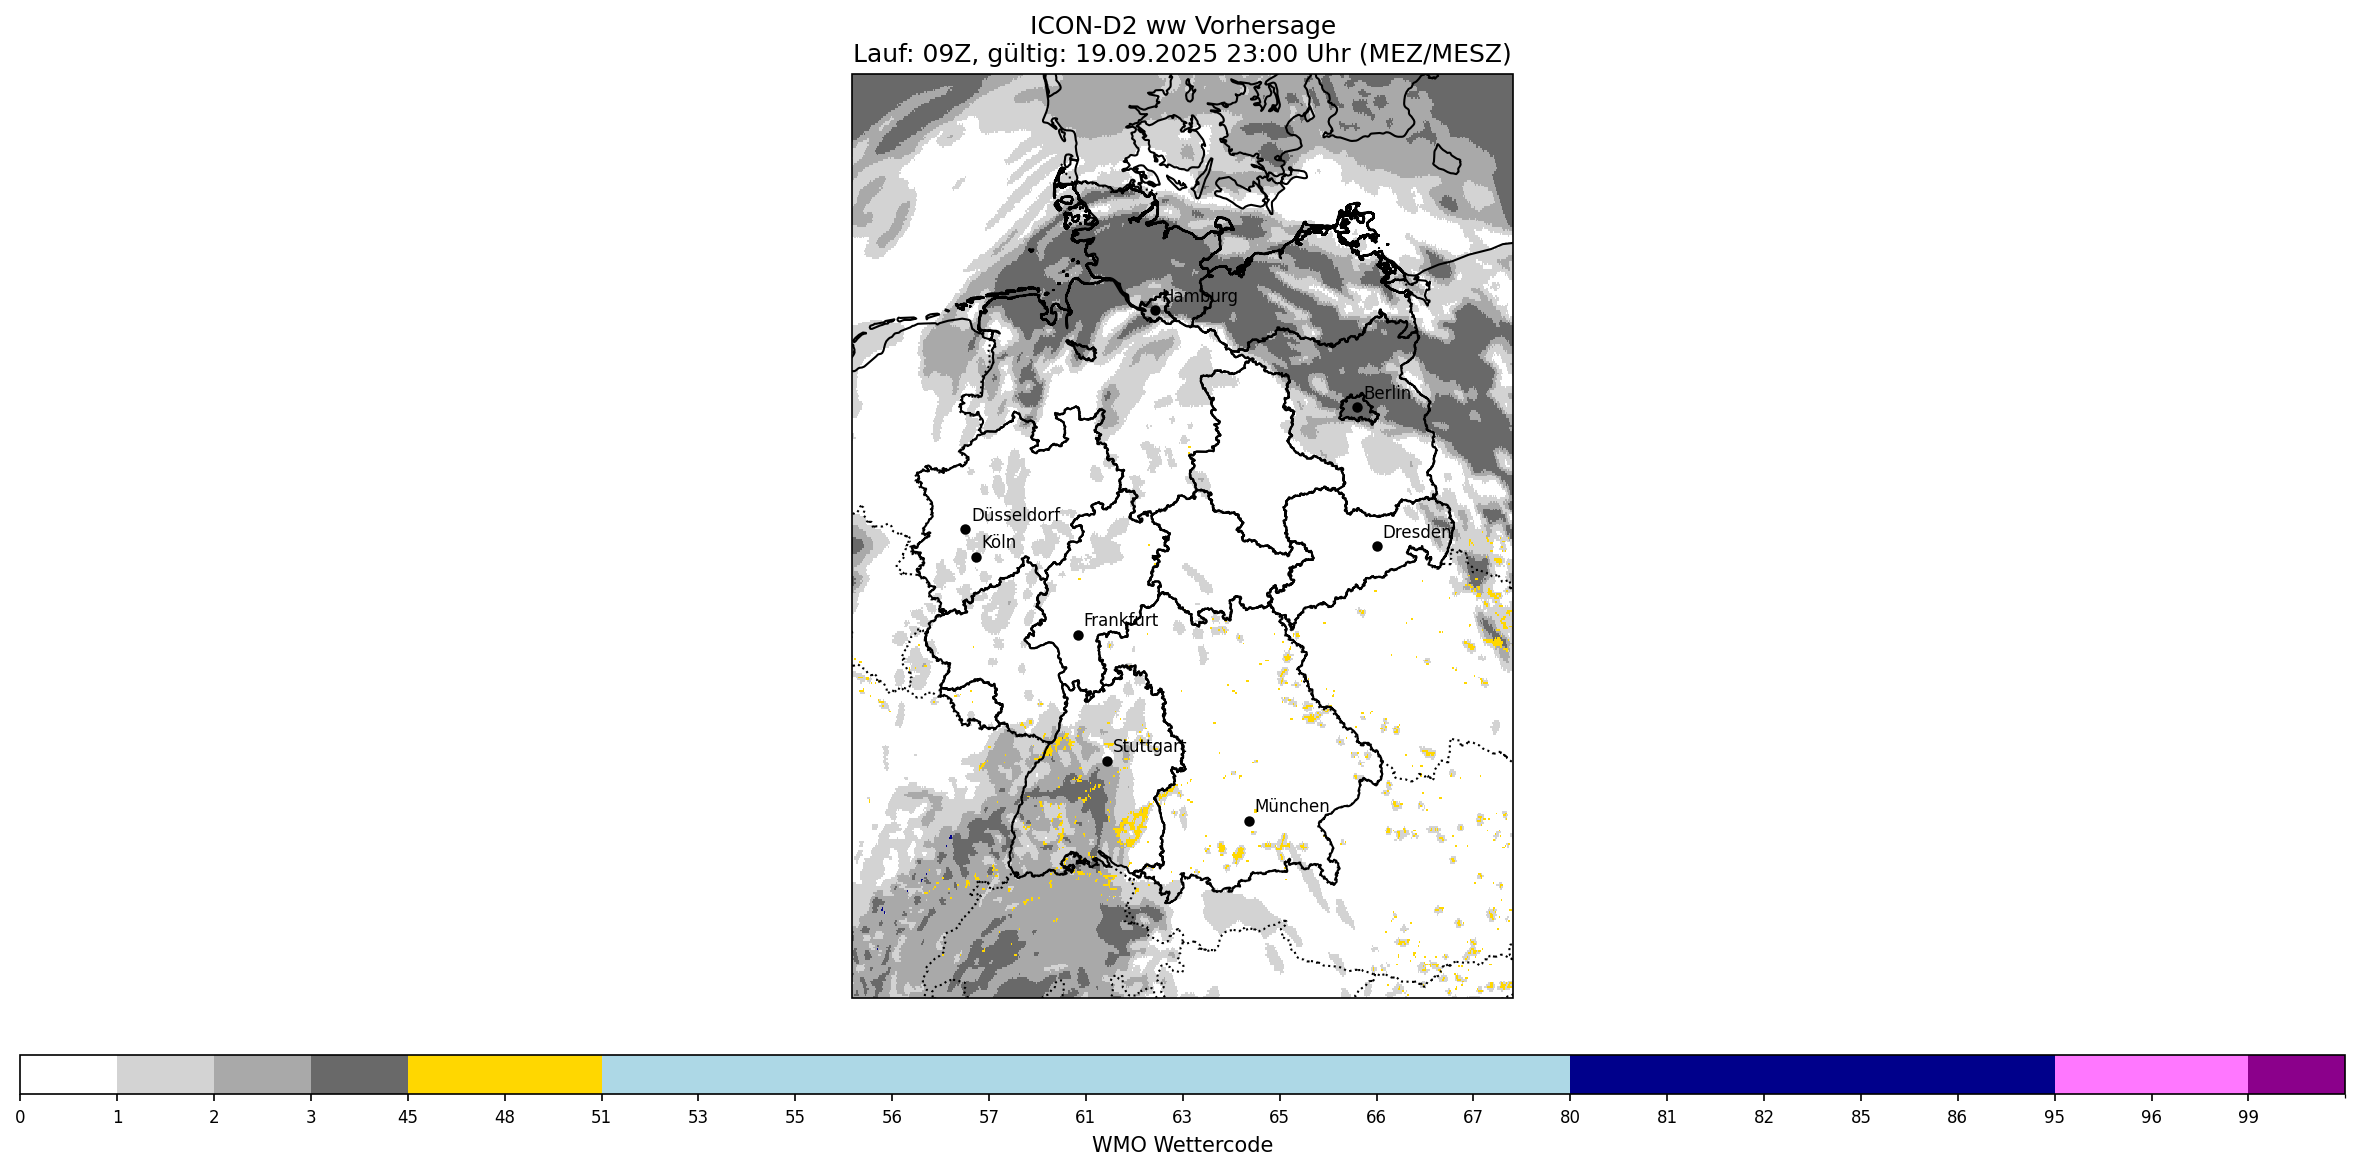 ICON-D2 ww Vorhersage
Lauf: 09Z, gültig: 19.09.2025 23:00 Uhr (MEZ/MESZ)
Hamburg
Berlin
Düsseldorf
Dresden
Köln
Frankfurt
Stuttgart
München
0 1 2 3 45 48 51 53 55 56 57 61 63 65 66 67 80 81 82 85 86 95 96 99
WMO Wettercode